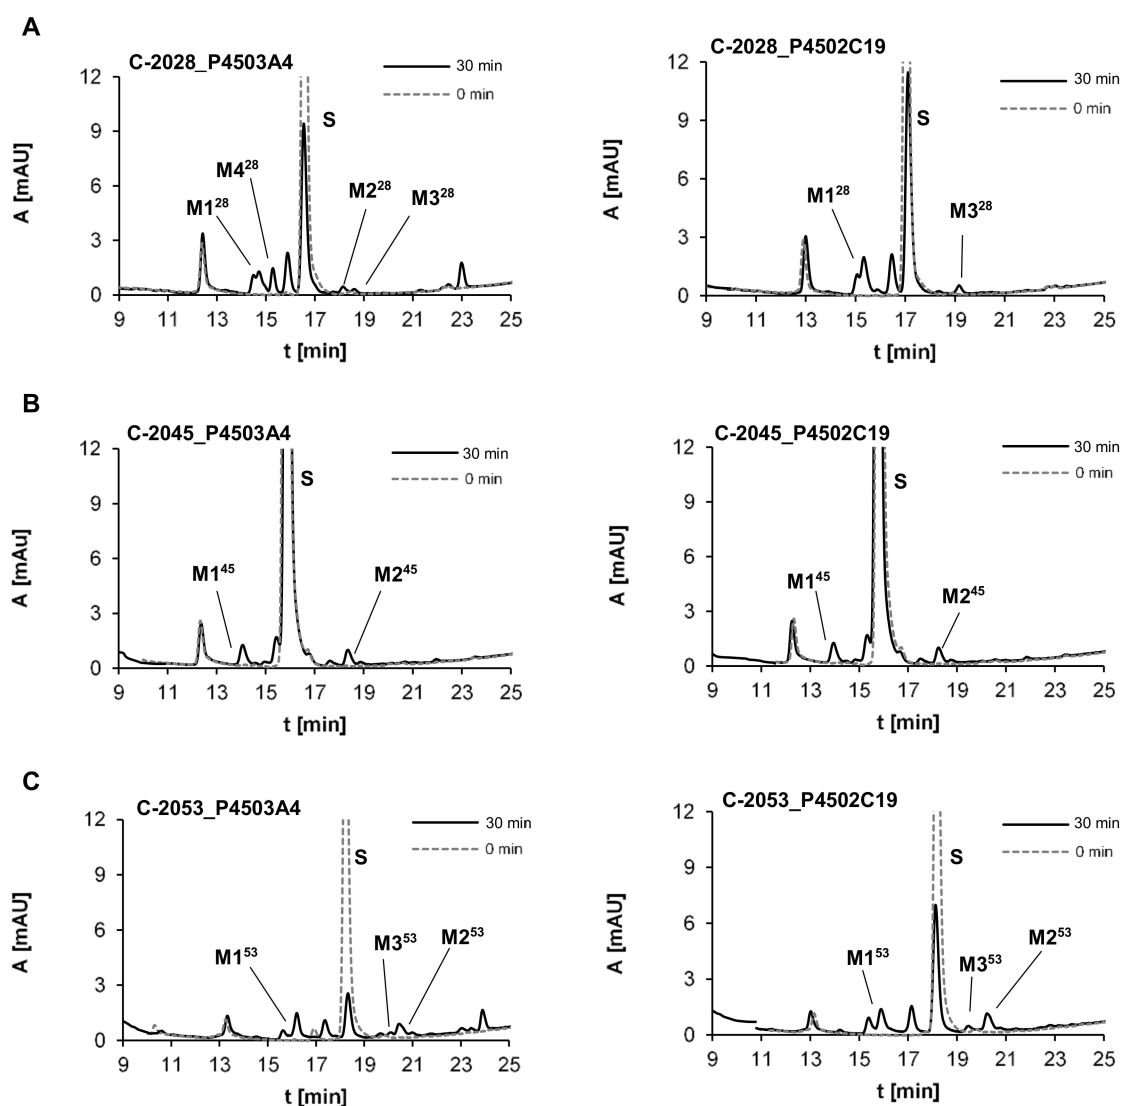 A
C-2028_P4503A4
30 min
0 min
12
9
6
3
0
A [mAU]
S
M4²⁸
M1²⁸
M2²⁸
M3²⁸
9 11 13 15 17 19 21 23 25
t [min]
C-2028_P4502C19
30 min
0 min
12
9
6
3
0
A [mAU]
S
M1²⁸
M3²⁸
9 11 13 15 17 19 21 23 25
t [min]
B
C-2045_P4503A4
30 min
0 min
12
9
6
3
0
A [mAu]
S
M1⁴⁵
M2⁴⁵
9 11 13 15 17 19 21 23 25
t [min]
C-2045_P4502C19
30 min
0 min
12
9
6
3
0
A [mAU]
S
M1⁴⁵
M2⁴⁵
9 11 13 15 17 19 21 23 25
t [min]
C
C-2053_P4503A4
30 min
0 min
12
9
6
3
0
A [mAU]
S
M1⁵³
M3⁵³
M2⁵³
9 11 13 15 17 19 21 23 25
t [min]
C-2053_P4502C19
30 min
0 min
12
9
6
3
0
A [mAU]
S
M1⁵³
M3⁵³
M2⁵³
9 11 13 15 17 19 21 23 25
t [min]